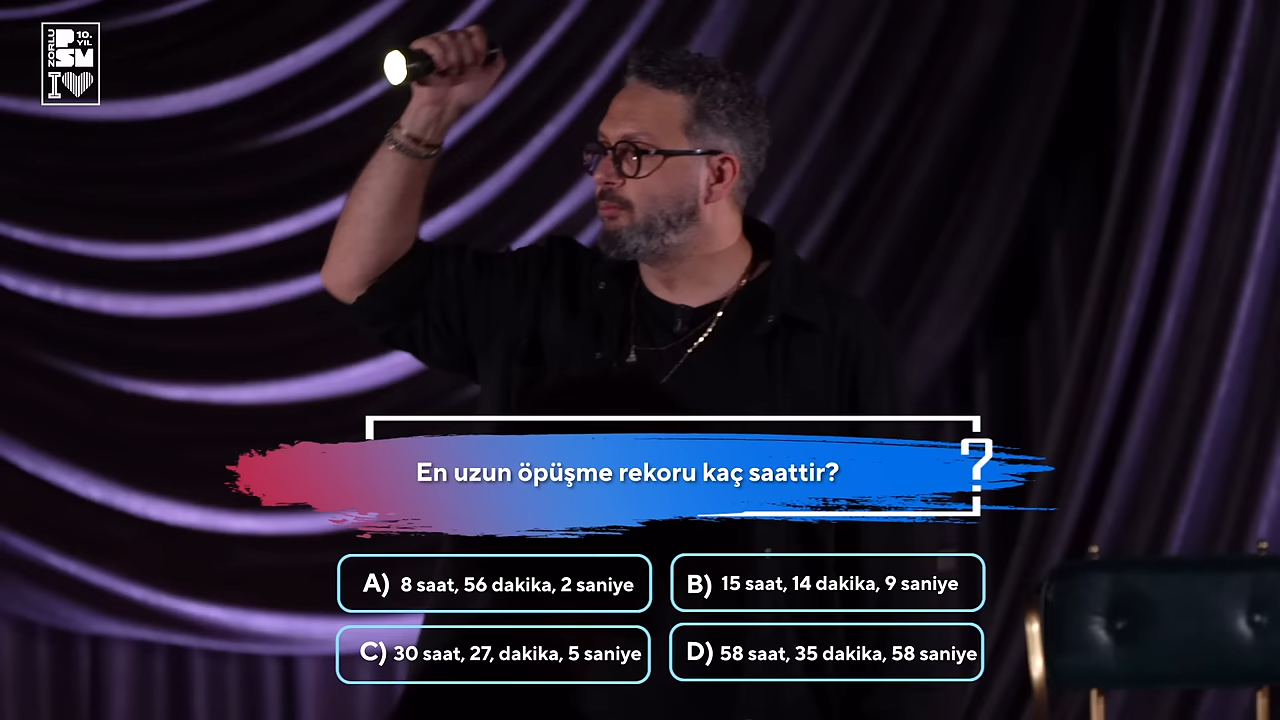 ZORLU
PSM
10.
YIL
I
En uzun öpüşme rekoru kaç saattir?
?
A) 8 saat, 56 dakika, 2 saniye
B) 15 saat, 14 dakika, 9 saniye
C) 30 saat, 27, dakika, 5 saniye
D) 58 saat, 35 dakika, 58 saniye